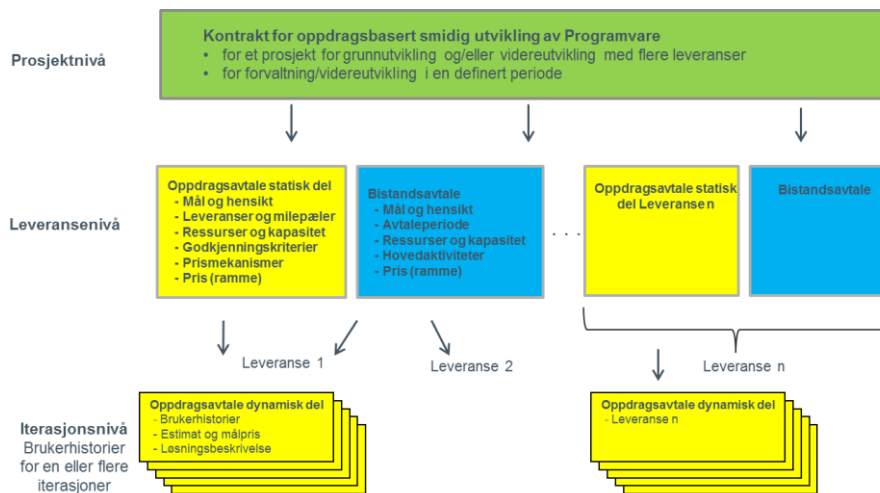 Prosjektnivå
Kontrakt for oppdragsbasert smidig utvikling av Programvare
• for et prosjekt for grunnutvikling og/eller videreutvikling med flere leveranser
• for forvaltning/videreutvikling i en definert periode
Leveransenivå
Oppdragsavtale statisk del
- Mål og hensikt
- Leveranser og milepæler
- Ressurser og kapasitet
- Godkjenningskriterier
- Prismekanismer
- Pris (ramme)
Bistandsavtale
- Mål og hensikt
- Avtaleperiode
- Ressurser og kapasitet
- Hovedaktiviteter
- Pris (ramme)
. . .
Oppdragsavtale statisk
del Leveranse n
Bistandsavtale
Leveranse 1
Leveranse 2
Leveranse n
Iterasjonsnivå
Brukerhistorier
for en eller flere
iterasjoner
Oppdragsavtale dynamisk del
- Brukerhistorier
- Estimat og målpris
- Løsningsbeskrivelse
Oppdragsavtale dynamisk del
- Leveranse n